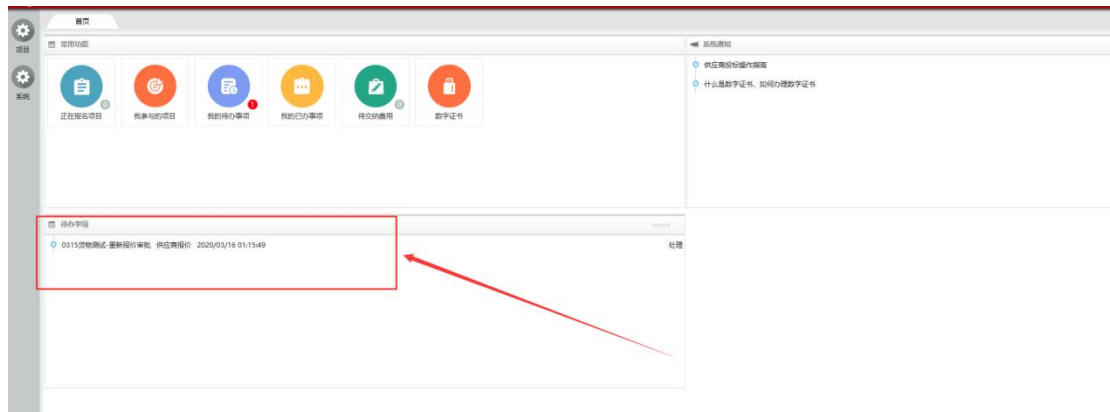 首页
项目
系统
常用功能
正在报名项目 0
我参与的项目
我的待办事项 1
我的已办事项
待交纳费用 0
数字证书
系统通知
供应商投标操作指南
什么是数字证书、如何办理数字证书
待办事项
more
0315货物测试-重新报价审批 供应商报价 2020/03/16 01:15:49
处理